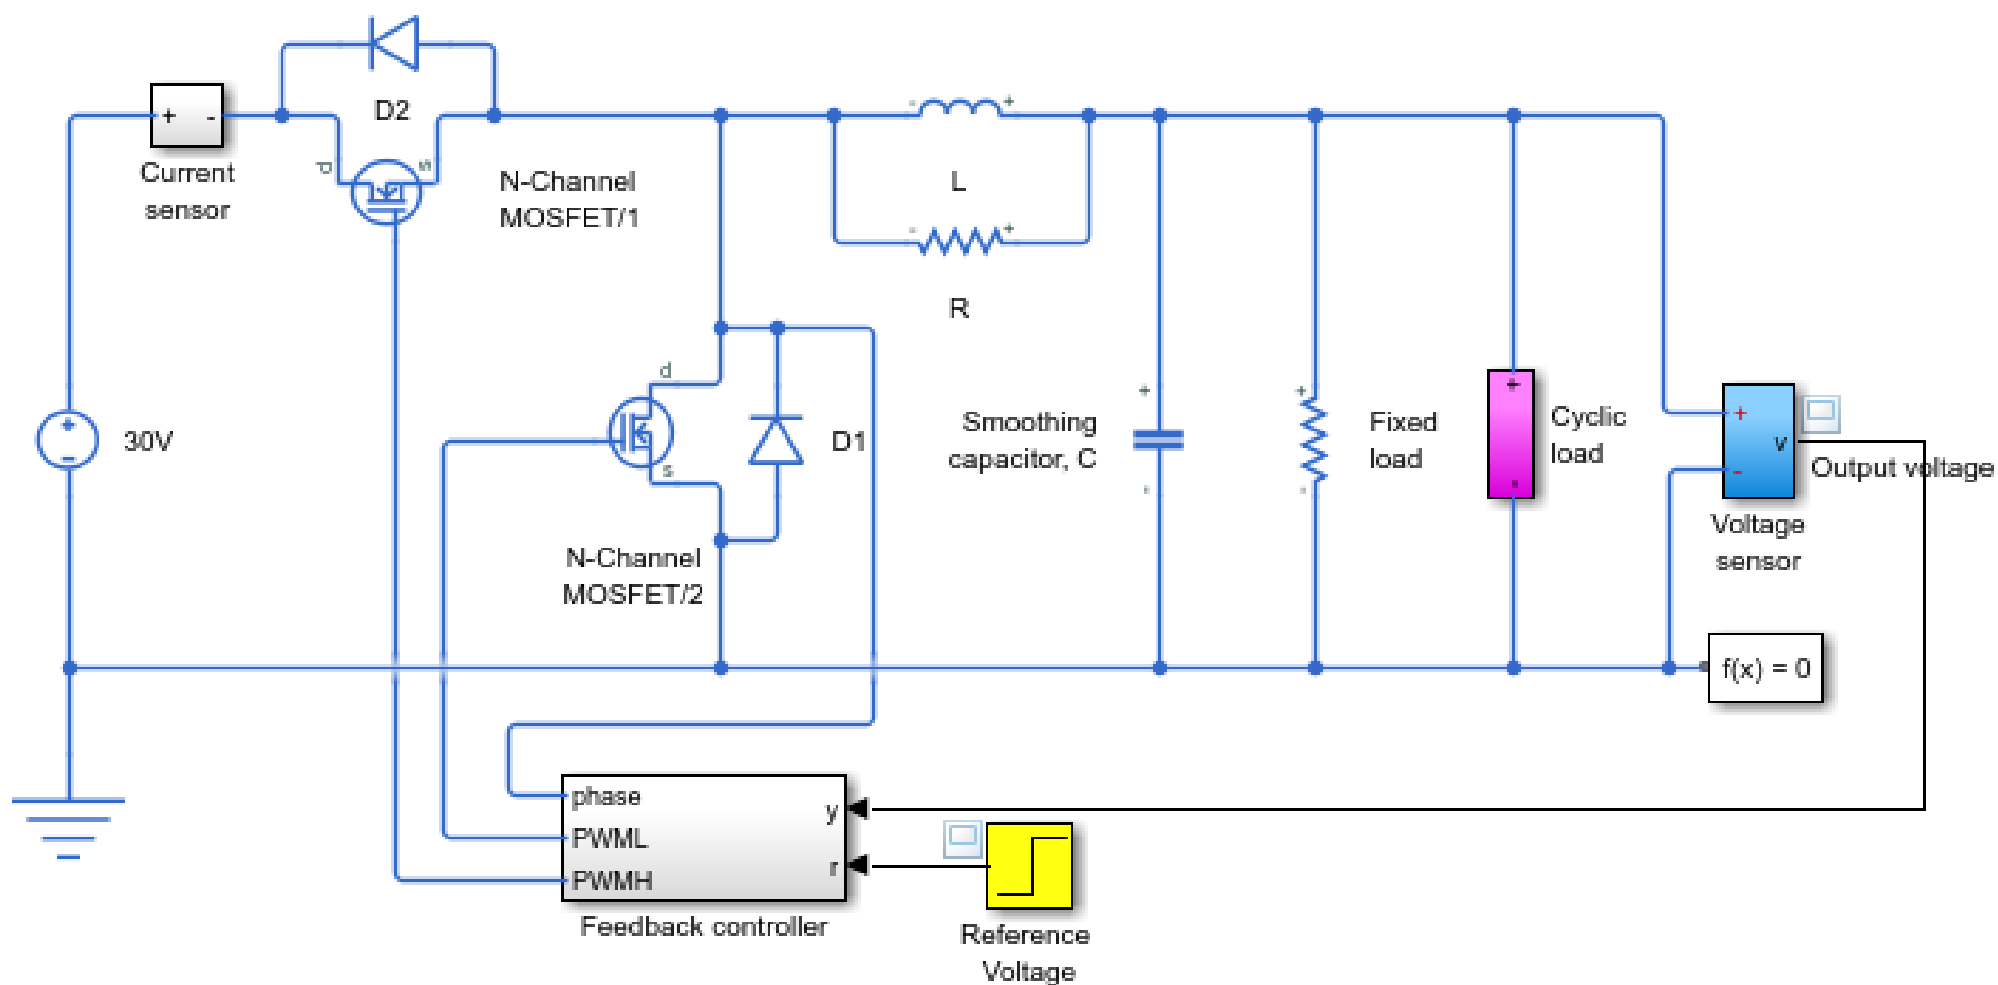 D2
+ -
Current
sensor
d
s
N-Channel
MOSFET/1
- +
L
- +
R
30V
+
-
d
s
D1
N-Channel
MOSFET/2
Smoothing
capacitor, C
+
-
+
-
Fixed
load
+
-
Cyclic
load
+
v
-
Output voltage
Voltage
sensor
f(x) = 0
phase
PWML
PWMH
y
r
Feedback controller
Reference
Voltage